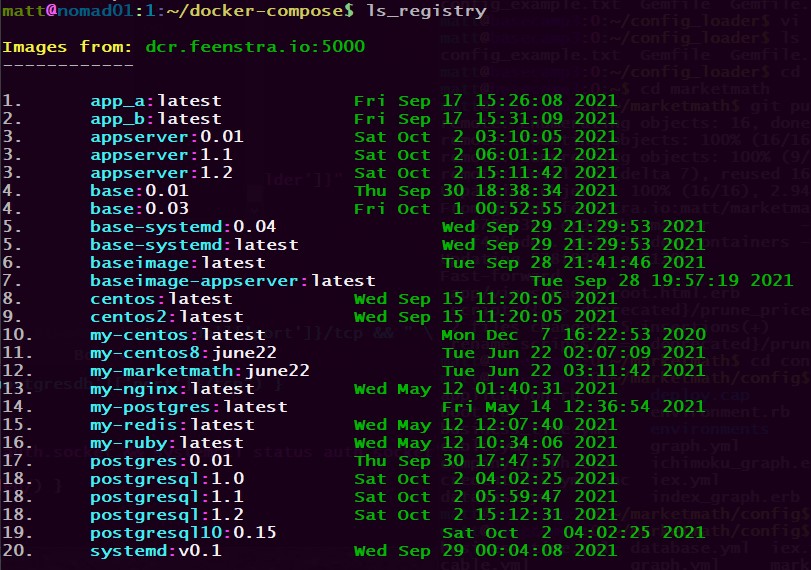 matt@nomad01:1:~/docker-compose$ ls_registry
Images from: dcr.feenstra.io:5000
------------
1. app_a:latest Fri Sep 17 15:26:08 2021
2. app_b:latest Fri Sep 17 15:31:09 2021
3. appserver:0.01 Sat Oct 2 03:10:05 2021
3. appserver:1.1 Sat Oct 2 06:01:12 2021
3. appserver:1.2 Sat Oct 2 15:11:42 2021
4. base:0.01 Thu Sep 30 18:38:34 2021
4. base:0.03 Fri Oct 1 00:52:55 2021
5. base-systemd:0.04 Wed Sep 29 21:29:53 2021
5. base-systemd:latest Wed Sep 29 21:29:53 2021
6. baseimage:latest Tue Sep 28 21:41:46 2021
7. baseimage-appserver:latest Tue Sep 28 19:57:19 2021
8. centos:latest Wed Sep 15 11:20:05 2021
9. centos2:latest Wed Sep 15 11:20:05 2021
10. my-centos:latest Mon Dec 7 16:22:53 2020
11. my-centos8:june22 Tue Jun 22 02:07:09 2021
12. my-marketmath:june22 Tue Jun 22 03:11:42 2021
13. my-nginx:latest Wed May 12 01:40:31 2021
14. my-postgres:latest Fri May 14 12:36:54 2021
15. my-redis:latest Wed May 12 12:07:40 2021
16. my-ruby:latest Wed May 12 10:34:06 2021
17. postgres:0.01 Thu Sep 30 17:47:57 2021
18. postgresql:1.0 Sat Oct 2 04:02:25 2021
18. postgresql:1.1 Sat Oct 2 05:59:47 2021
18. postgresql:1.2 Sat Oct 2 15:12:31 2021
19. postgresql10:0.15 Sat Oct 2 04:02:25 2021
20. systemd:v0.1 Wed Sep 29 00:04:08 2021